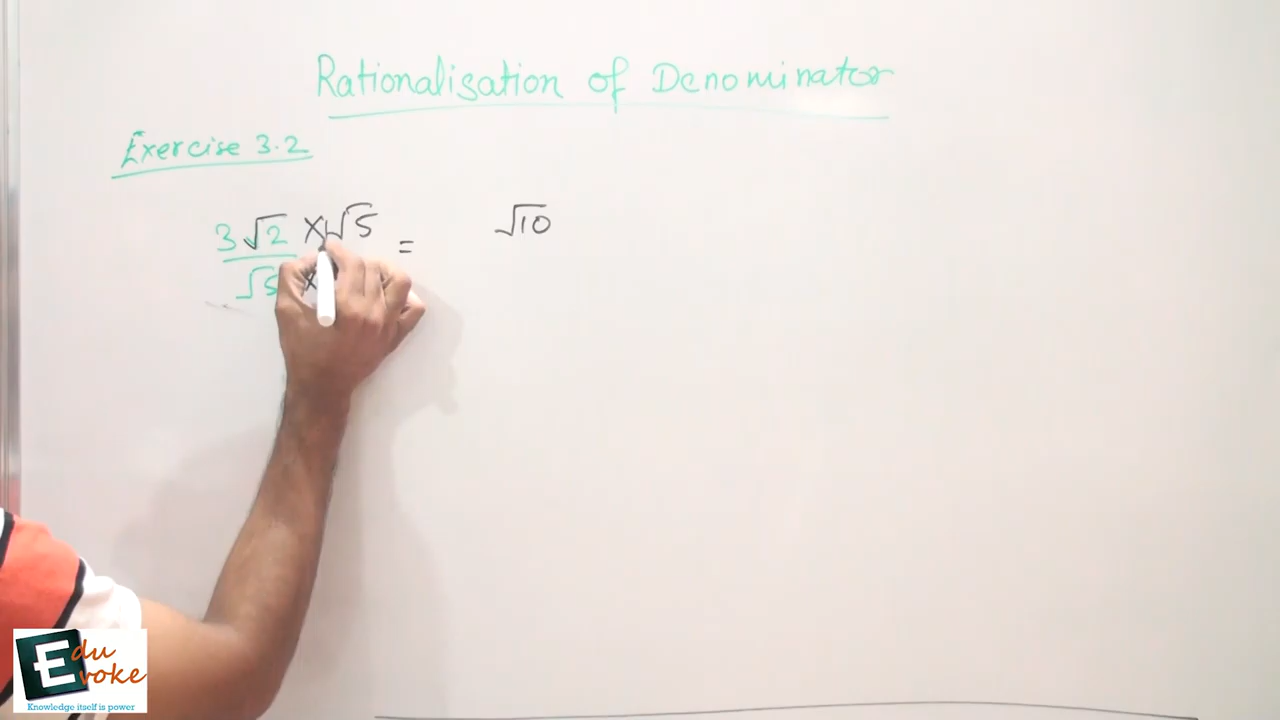 Rationalisation of Denominator
Exercise 3.2
3√2 × √5 = √10
√5 ×
Edu
Evoke
Knowledge itself is power